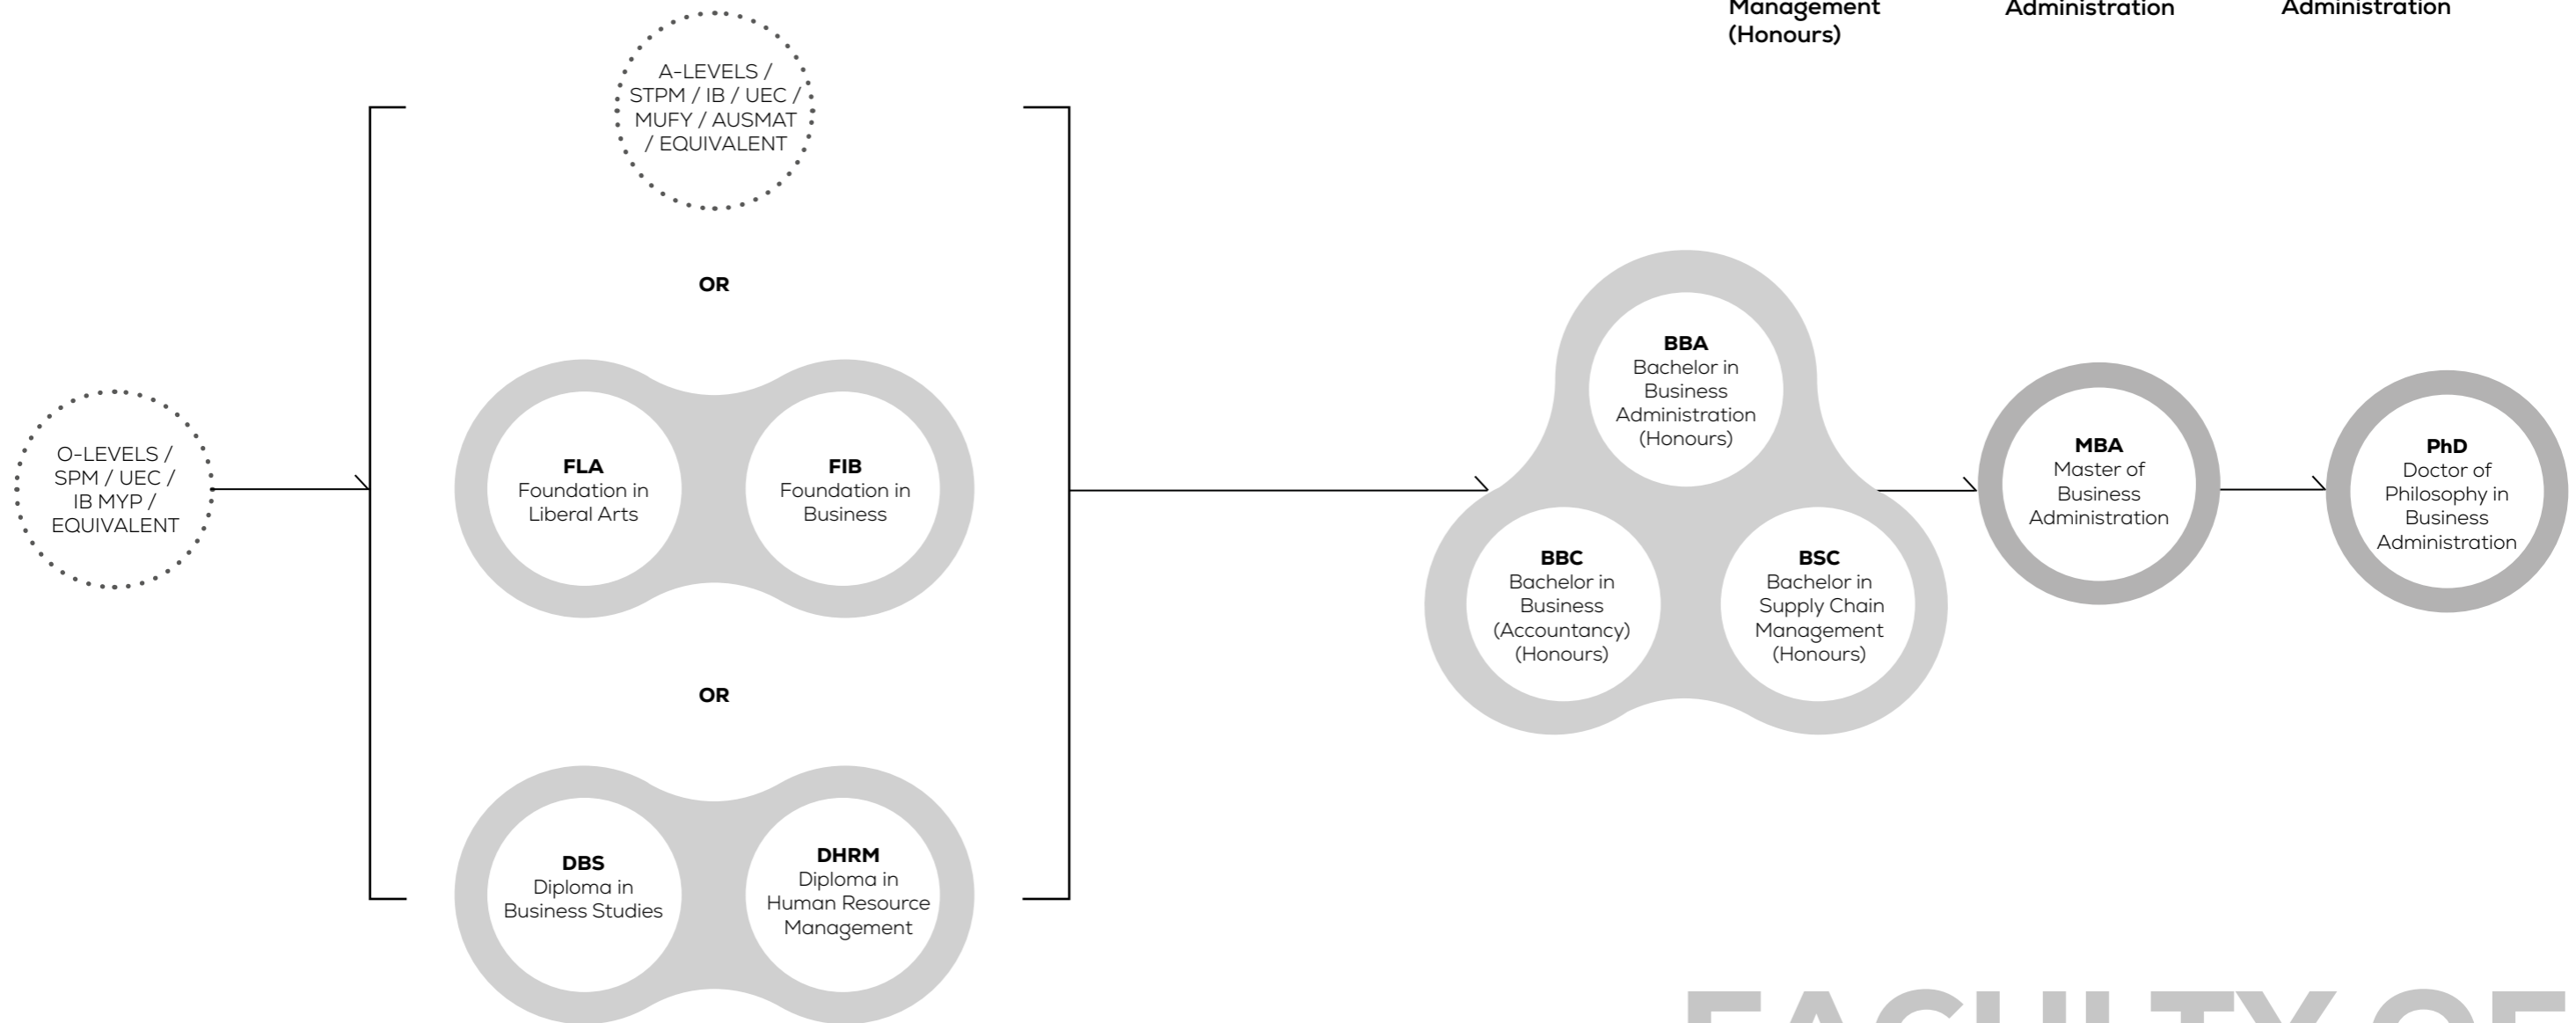 Management
(Honours)
Administration
Administration
A-LEVELS /
STPM / IB / UEC /
MUFY / AUSMAT
/ EQUIVALENT
OR
O-LEVELS /
SPM / UEC /
IB MYP /
EQUIVALENT
FLA
Foundation in
Liberal Arts
FIB
Foundation in
Business
OR
DBS
Diploma in
Business Studies
DHRM
Diploma in
Human Resource
Management
BBA
Bachelor in
Business
Administration
(Honours)
BBC
Bachelor in
Business
(Accountancy)
(Honours)
BSC
Bachelor in
Supply Chain
Management
(Honours)
MBA
Master of
Business
Administration
PhD
Doctor of
Philosophy in
Business
Administration
FACULTY OF